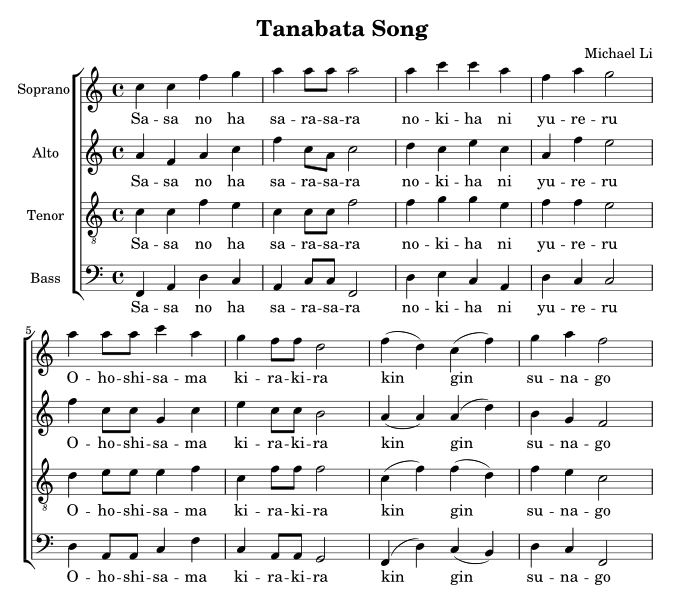 Tanabata Song
Michael Li
Soprano
Sa - sa no ha sa - ra-sa-ra no - ki - ha ni yu - re - ru
Alto
Sa - sa no ha sa - ra-sa-ra no - ki - ha ni yu - re - ru
Tenor
8
Sa - sa no ha sa - ra-sa-ra no - ki - ha ni yu - re - ru
Bass
Sa - sa no ha sa - ra-sa-ra no - ki - ha ni yu - re - ru
5
O - ho-shi-sa - ma ki - ra-ki-ra kin gin su - na - go
O - ho-shi-sa - ma ki - ra-ki-ra kin gin su - na - go
8
O - ho-shi-sa - ma ki - ra-ki-ra kin gin su - na - go
O - ho-shi-sa - ma ki - ra-ki-ra kin gin su - na - go